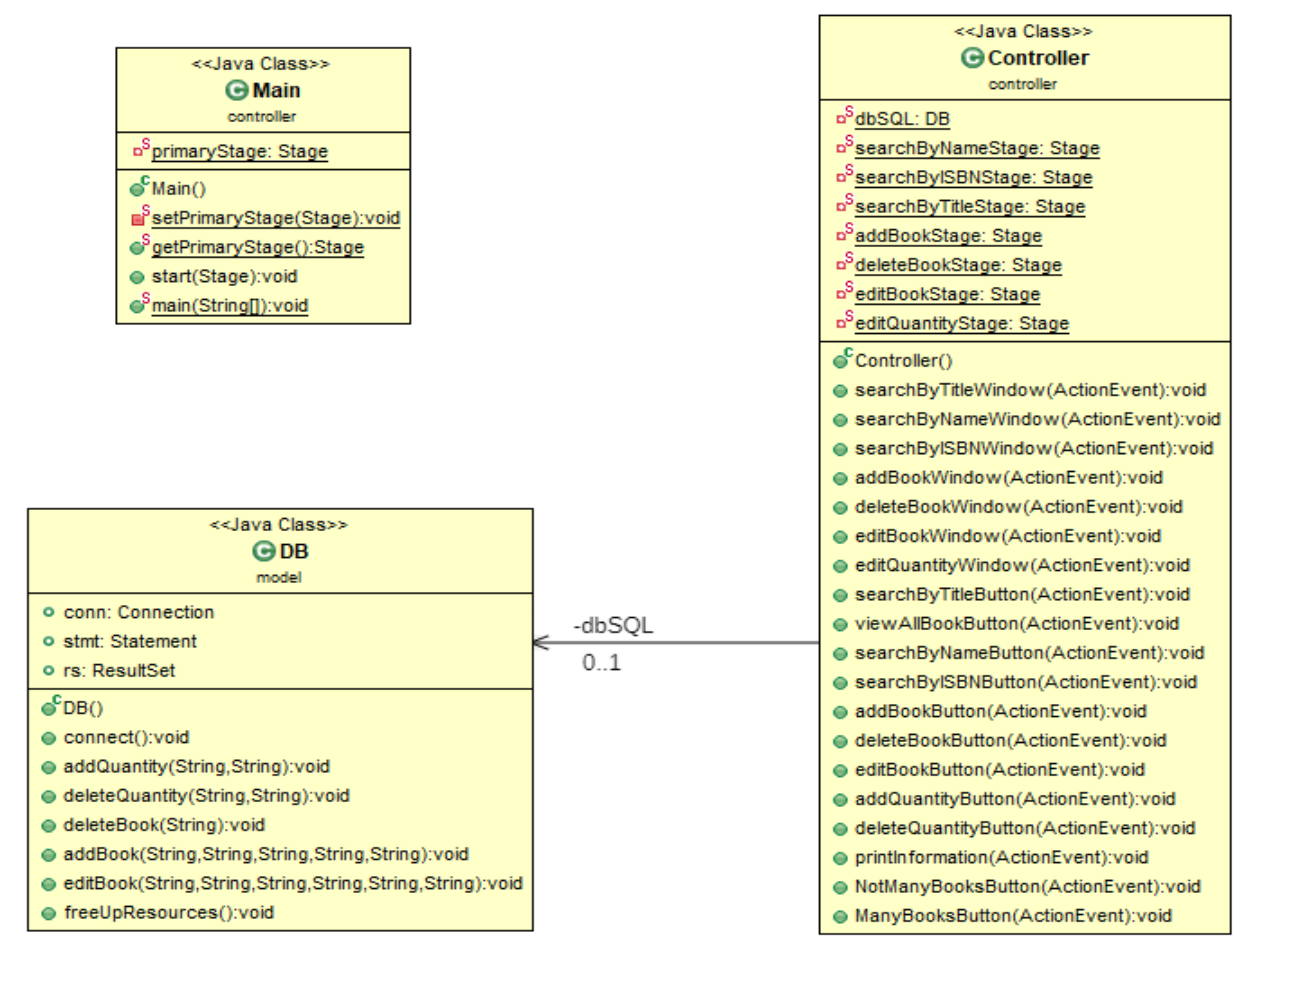 <<Java Class>>
Main
controller
primaryStage: Stage
Main()
setPrimaryStage(Stage):void
getPrimaryStage():Stage
start(Stage):void
main(String[]):void
<<Java Class>>
Controller
controller
dbSQL: DB
searchByNameStage: Stage
searchByISBNStage: Stage
searchByTitleStage: Stage
addBookStage: Stage
deleteBookStage: Stage
editBookStage: Stage
editQuantityStage: Stage
Controller()
searchByTitleWindow(ActionEvent):void
searchByNameWindow(ActionEvent):void
searchByISBNWindow(ActionEvent):void
addBookWindow(ActionEvent):void
deleteBookWindow(ActionEvent):void
editBookWindow(ActionEvent):void
editQuantityWindow(ActionEvent):void
searchByTitleButton(ActionEvent):void
viewAllBookButton(ActionEvent):void
searchByNameButton(ActionEvent):void
searchByISBNButton(ActionEvent):void
addBookButton(ActionEvent):void
deleteBookButton(ActionEvent):void
editBookButton(ActionEvent):void
addQuantityButton(ActionEvent):void
deleteQuantityButton(ActionEvent):void
printInformation(ActionEvent):void
NotManyBooksButton(ActionEvent):void
ManyBooksButton(ActionEvent):void
<<Java Class>>
DB
model
conn: Connection
stmt: Statement
rs: ResultSet
DB()
connect():void
addQuantity(String,String):void
deleteQuantity(String,String):void
deleteBook(String):void
addBook(String,String,String,String,String):void
editBook(String,String,String,String,String,String):void
freeUpResources():void
-dbSQL
0..1